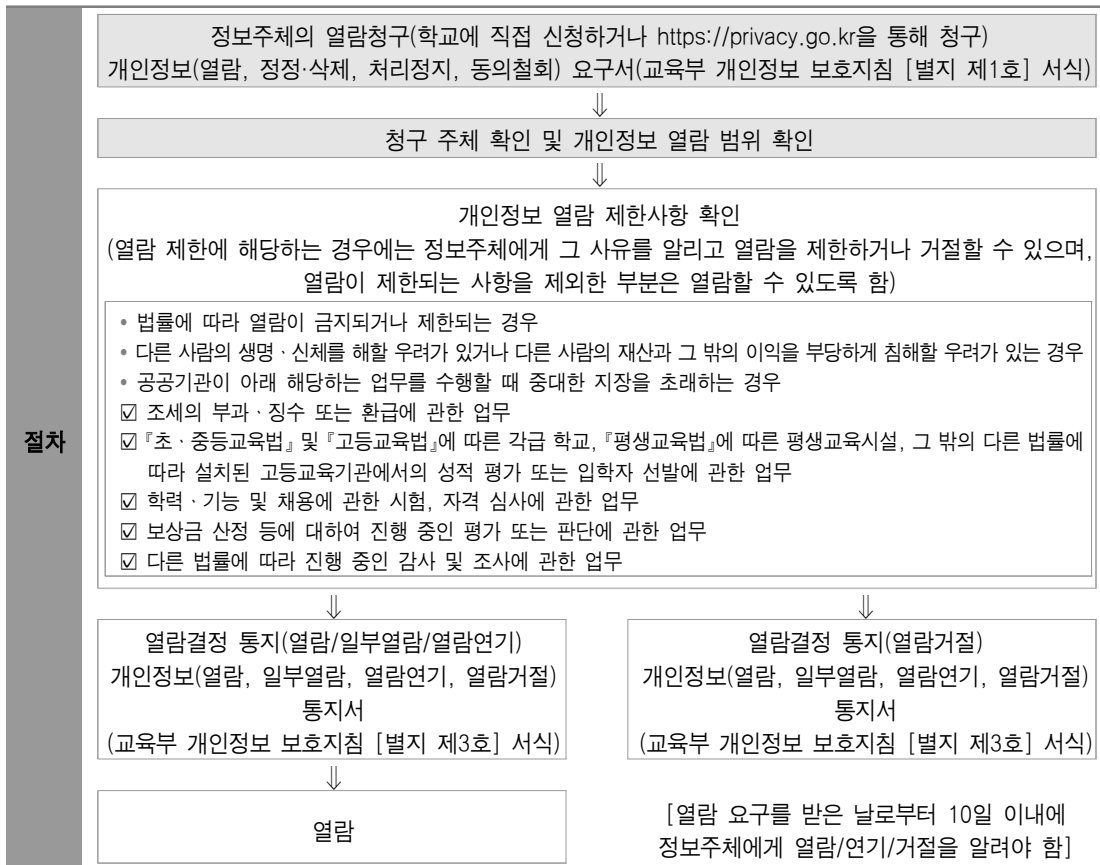 정보주체의 열람청구(학교에 직접 신청하거나 https://privacy.go.kr을 통해 청구)
개인정보(열람, 정정·삭제, 처리정지, 동의철회) 요구서(교육부 개인정보 보호지침 [별지 제1호] 서식)
⇓
청구 주체 확인 및 개인정보 열람 범위 확인
⇓
개인정보 열람 제한사항 확인
(열람 제한에 해당하는 경우에는 정보주체에게 그 사유를 알리고 열람을 제한하거나 거절할 수 있으며,
열람이 제한되는 사항을 제외한 부분은 열람할 수 있도록 함)
• 법률에 따라 열람이 금지되거나 제한되는 경우
• 다른 사람의 생명·신체를 해할 우려가 있거나 다른 사람의 재산과 그 밖의 이익을 부당하게 침해할 우려가 있는 경우
• 공공기관이 아래 해당하는 업무를 수행할 때 중대한 지장을 초래하는 경우
☑ 조세의 부과·징수 또는 환급에 관한 업무
☑ 『초·중등교육법』 및 『고등교육법』에 따른 각급 학교, 『평생교육법』에 따른 평생교육시설, 그 밖의 다른 법률에
따라 설치된 고등교육기관에서의 성적 평가 또는 입학자 선발에 관한 업무
☑ 학력·기능 및 채용에 관한 시험, 자격 심사에 관한 업무
☑ 보상금 산정 등에 대하여 진행 중인 평가 또는 판단에 관한 업무
☑ 다른 법률에 따라 진행 중인 감사 및 조사에 관한 업무
절차
⇓
열람결정 통지(열람/일부열람/열람연기)
개인정보(열람, 일부열람, 열람연기, 열람거절)
통지서
(교육부 개인정보 보호지침 [별지 제3호] 서식)
⇓
열람
⇓
열람결정 통지(열람거절)
개인정보(열람, 일부열람, 열람연기, 열람거절)
통지서
(교육부 개인정보 보호지침 [별지 제3호] 서식)
[열람 요구를 받은 날로부터 10일 이내에
정보주체에게 열람/연기/거절을 알려야 함]